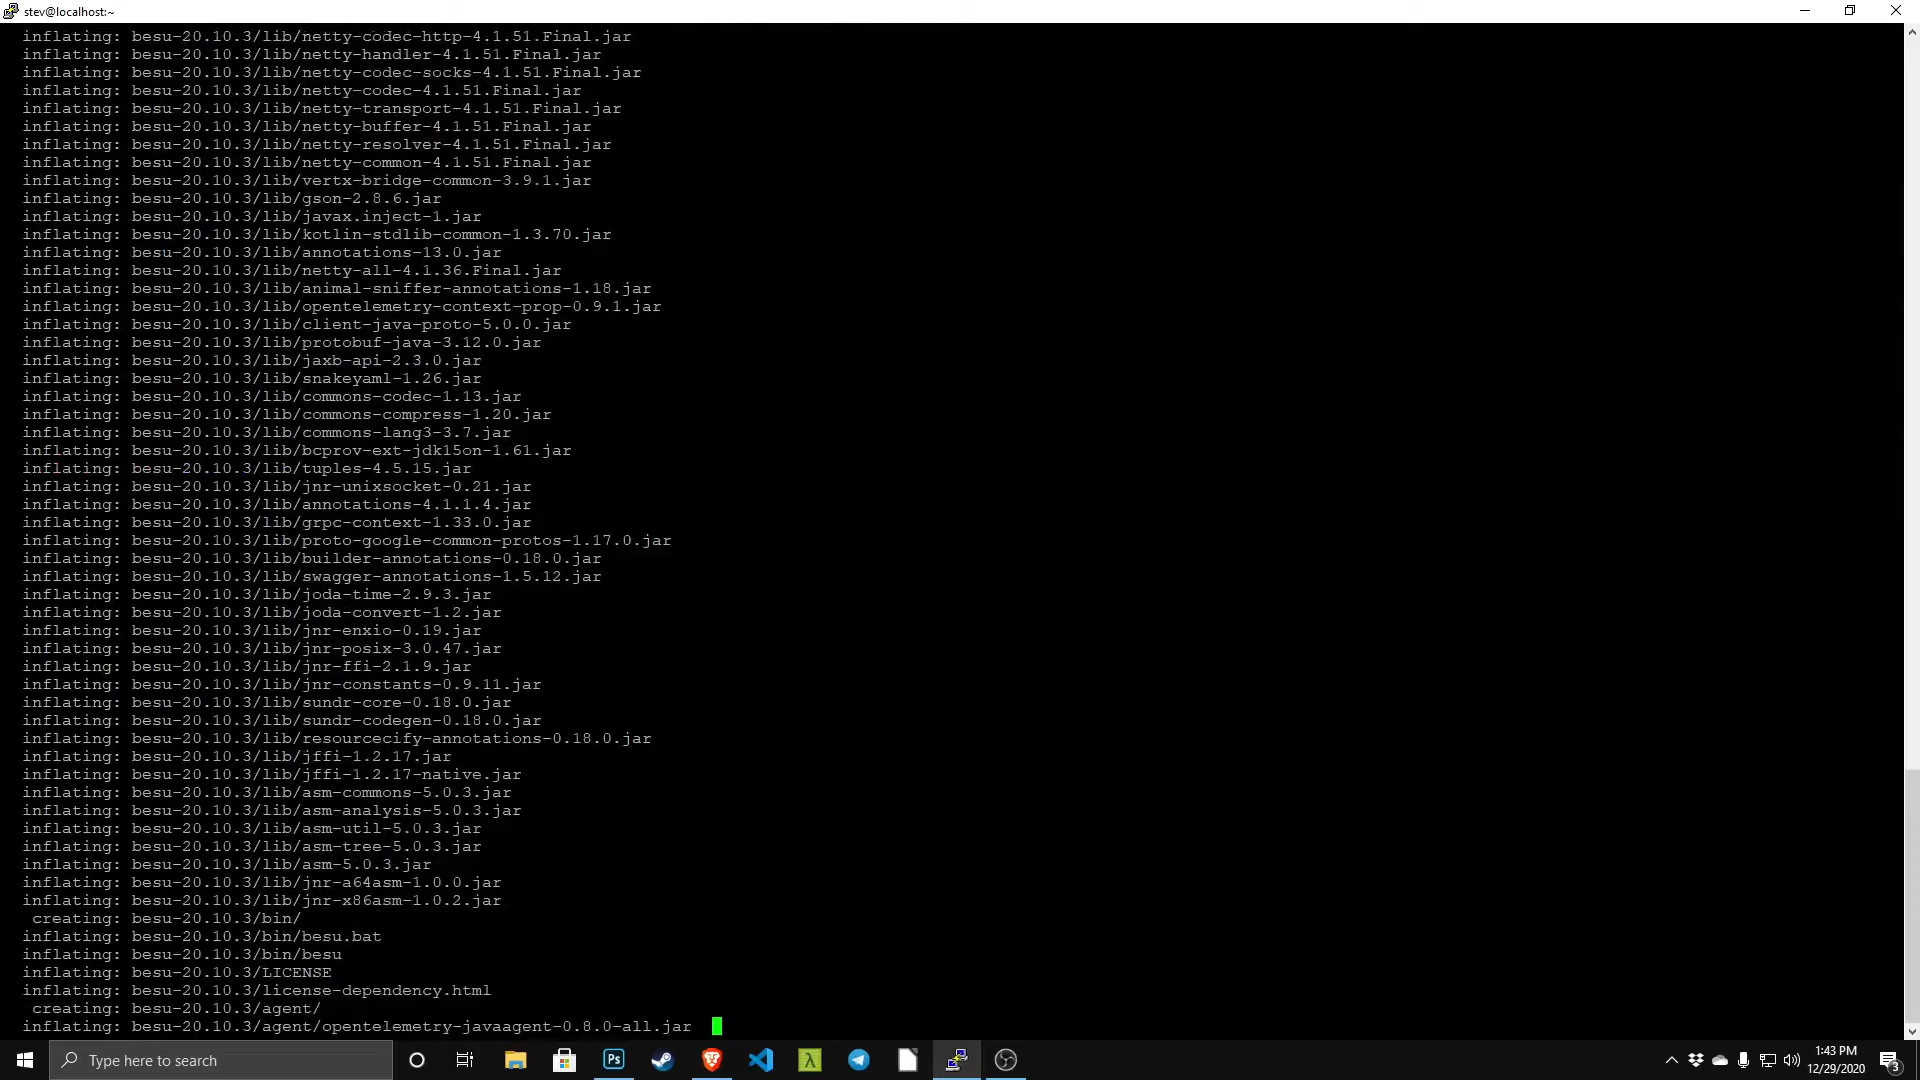 stev@localhost:~
inflating: besu-20.10.3/lib/netty-codec-http-4.1.51.Final.jar
inflating: besu-20.10.3/lib/netty-handler-4.1.51.Final.jar
inflating: besu-20.10.3/lib/netty-codec-socks-4.1.51.Final.jar
inflating: besu-20.10.3/lib/netty-codec-4.1.51.Final.jar
inflating: besu-20.10.3/lib/netty-transport-4.1.51.Final.jar
inflating: besu-20.10.3/lib/netty-buffer-4.1.51.Final.jar
inflating: besu-20.10.3/lib/netty-resolver-4.1.51.Final.jar
inflating: besu-20.10.3/lib/netty-common-4.1.51.Final.jar
inflating: besu-20.10.3/lib/vertx-bridge-common-3.9.1.jar
inflating: besu-20.10.3/lib/gson-2.8.6.jar
inflating: besu-20.10.3/lib/javax.inject-1.jar
inflating: besu-20.10.3/lib/kotlin-stdlib-common-1.3.70.jar
inflating: besu-20.10.3/lib/annotations-13.0.jar
inflating: besu-20.10.3/lib/netty-all-4.1.36.Final.jar
inflating: besu-20.10.3/lib/animal-sniffer-annotations-1.18.jar
inflating: besu-20.10.3/lib/opentelemetry-context-prop-0.9.1.jar
inflating: besu-20.10.3/lib/client-java-proto-5.0.0.jar
inflating: besu-20.10.3/lib/protobuf-java-3.12.0.jar
inflating: besu-20.10.3/lib/jaxb-api-2.3.0.jar
inflating: besu-20.10.3/lib/snakeyaml-1.26.jar
inflating: besu-20.10.3/lib/commons-codec-1.13.jar
inflating: besu-20.10.3/lib/commons-compress-1.20.jar
inflating: besu-20.10.3/lib/commons-lang3-3.7.jar
inflating: besu-20.10.3/lib/bcprov-ext-jdk15on-1.61.jar
inflating: besu-20.10.3/lib/tuples-4.5.15.jar
inflating: besu-20.10.3/lib/jnr-unixsocket-0.21.jar
inflating: besu-20.10.3/lib/annotations-4.1.1.4.jar
inflating: besu-20.10.3/lib/grpc-context-1.33.0.jar
inflating: besu-20.10.3/lib/proto-google-common-protos-1.17.0.jar
inflating: besu-20.10.3/lib/builder-annotations-0.18.0.jar
inflating: besu-20.10.3/lib/swagger-annotations-1.5.12.jar
inflating: besu-20.10.3/lib/joda-time-2.9.3.jar
inflating: besu-20.10.3/lib/joda-convert-1.2.jar
inflating: besu-20.10.3/lib/jnr-enxio-0.19.jar
inflating: besu-20.10.3/lib/jnr-posix-3.0.47.jar
inflating: besu-20.10.3/lib/jnr-ffi-2.1.9.jar
inflating: besu-20.10.3/lib/jnr-constants-0.9.11.jar
inflating: besu-20.10.3/lib/sundr-core-0.18.0.jar
inflating: besu-20.10.3/lib/sundr-codegen-0.18.0.jar
inflating: besu-20.10.3/lib/resourcecify-annotations-0.18.0.jar
inflating: besu-20.10.3/lib/jffi-1.2.17.jar
inflating: besu-20.10.3/lib/jffi-1.2.17-native.jar
inflating: besu-20.10.3/lib/asm-commons-5.0.3.jar
inflating: besu-20.10.3/lib/asm-analysis-5.0.3.jar
inflating: besu-20.10.3/lib/asm-util-5.0.3.jar
inflating: besu-20.10.3/lib/asm-tree-5.0.3.jar
inflating: besu-20.10.3/lib/asm-5.0.3.jar
inflating: besu-20.10.3/lib/jnr-a64asm-1.0.0.jar
inflating: besu-20.10.3/lib/jnr-x86asm-1.0.2.jar
creating: besu-20.10.3/bin/
inflating: besu-20.10.3/bin/besu.bat
inflating: besu-20.10.3/bin/besu
inflating: besu-20.10.3/LICENSE
inflating: besu-20.10.3/license-dependency.html
creating: besu-20.10.3/agent/
inflating: besu-20.10.3/agent/opentelemetry-javaagent-0.8.0-all.jar
Type here to search
Ps
λ
1:43 PM
12/29/2020
3